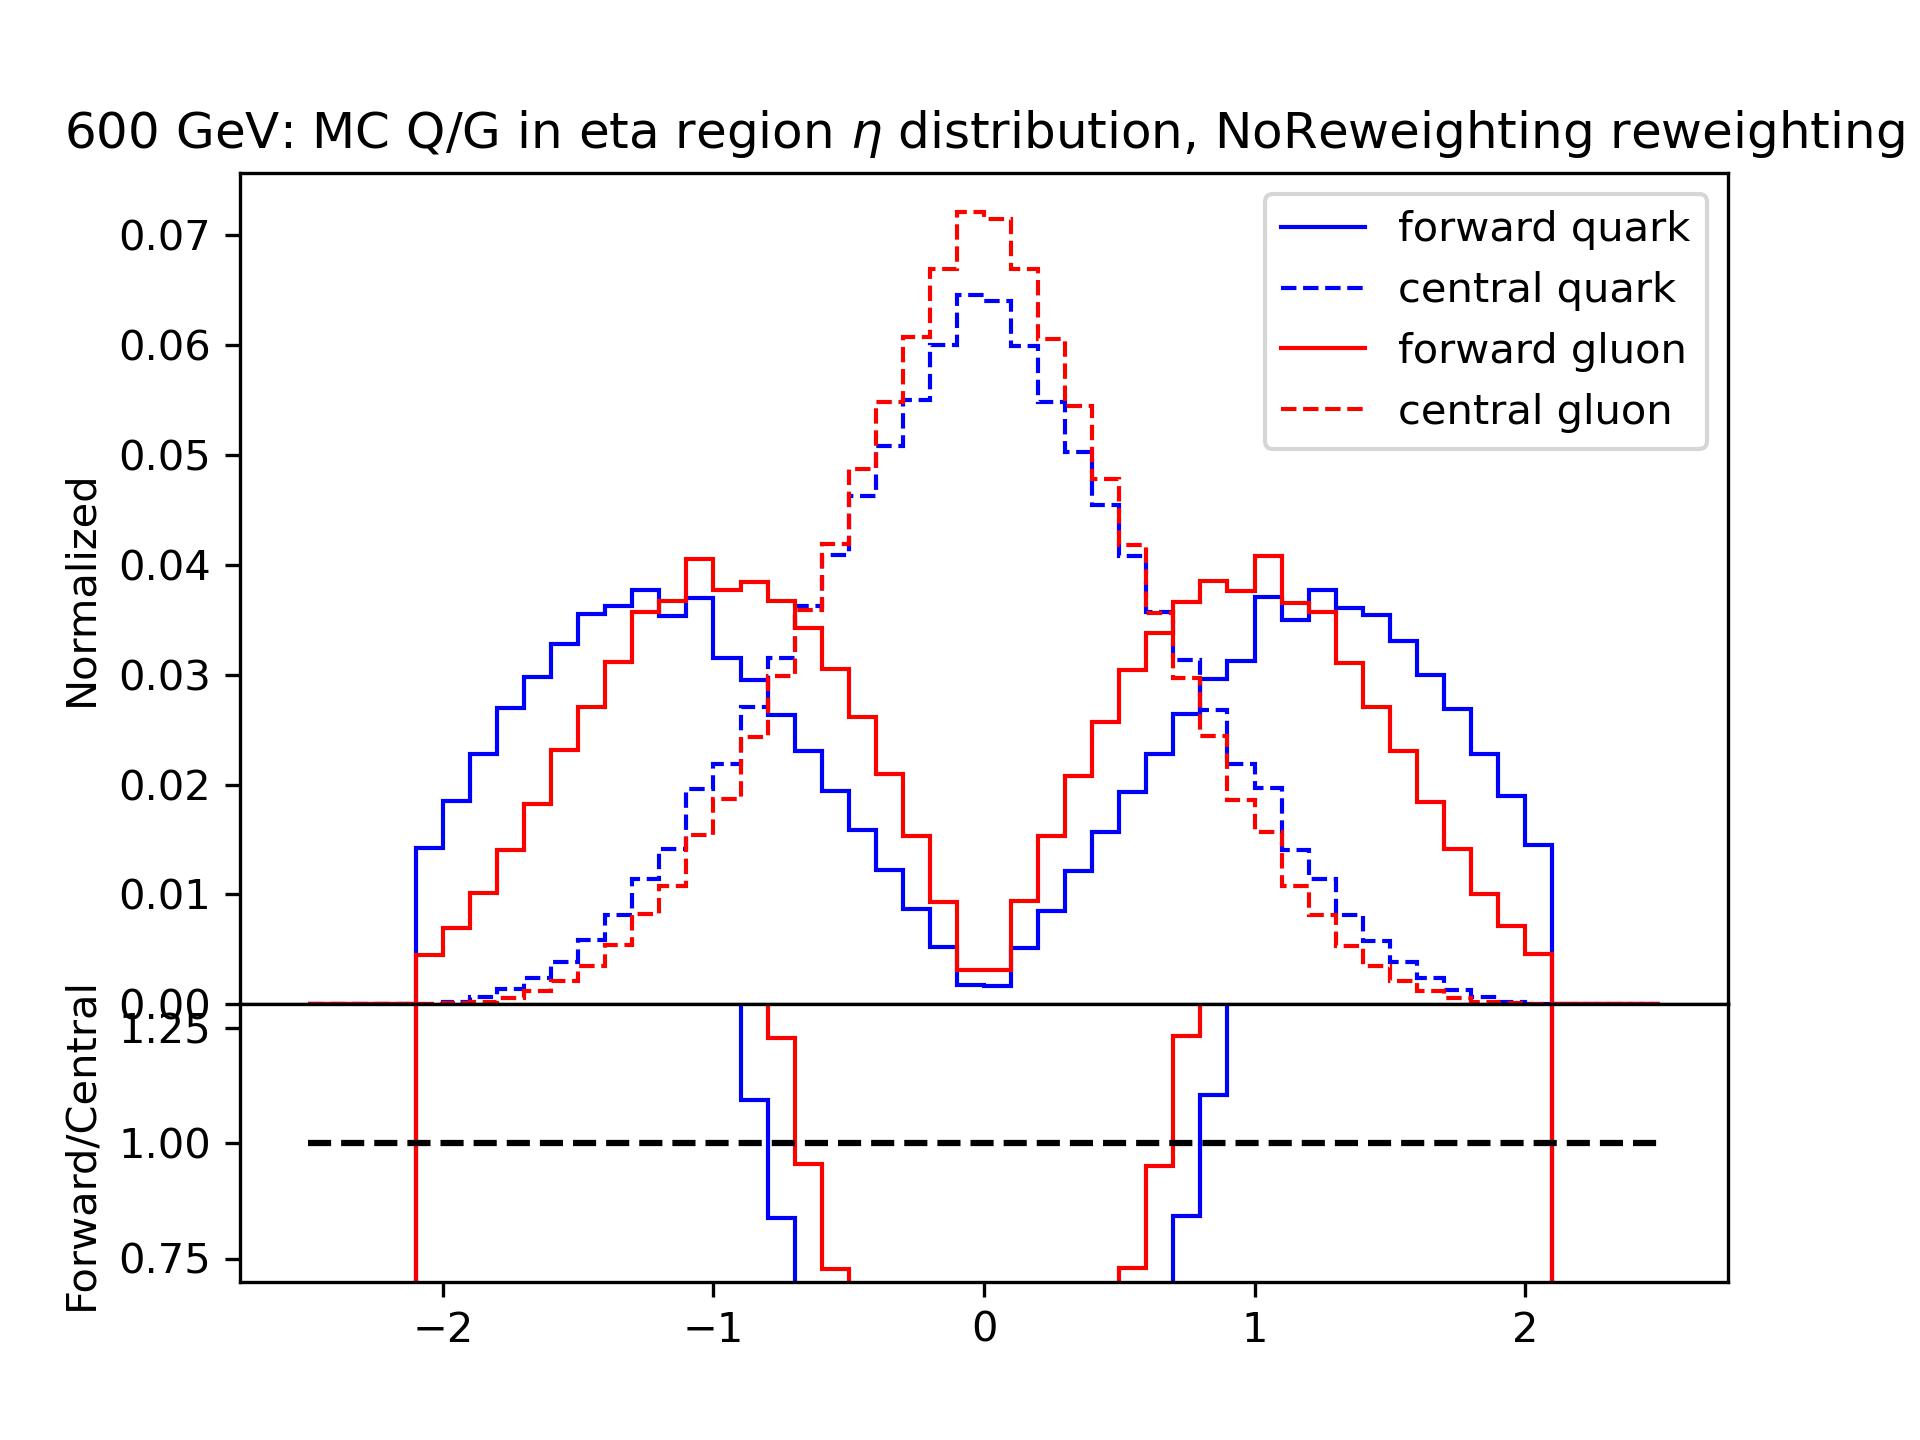 600 GeV: MC Q/G in eta region η distribution, NoReweighting reweighting
forward quark
central quark
forward gluon
central gluon
Normalized
0.07
0.06
0.05
0.04
0.03
0.02
0.01
0.00
Forward/Central
1.25
1.00
0.75
−2 −1 0 1 2